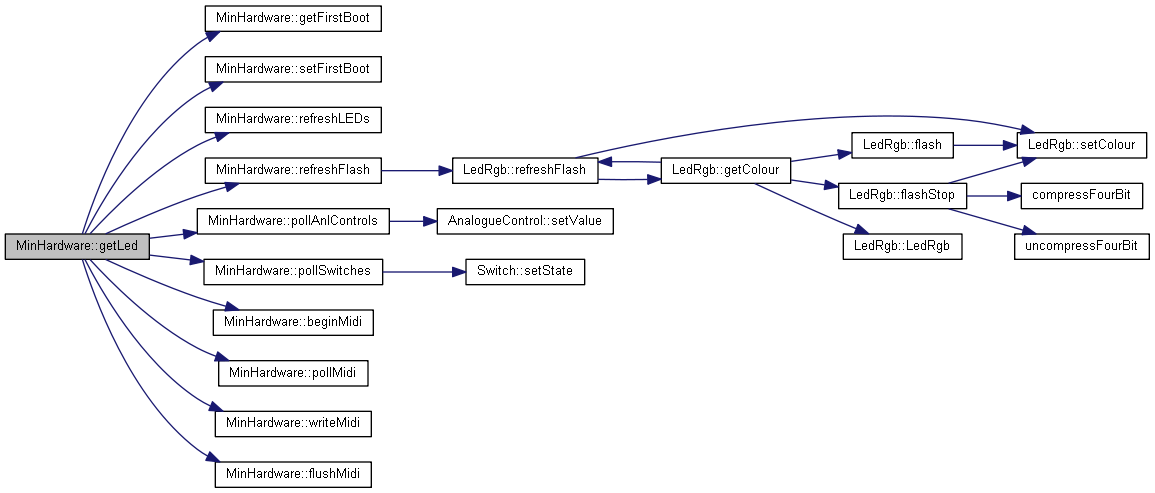 MinHardware::getLed
MinHardware::getFirstBoot
MinHardware::setFirstBoot
MinHardware::refreshLEDs
MinHardware::refreshFlash
MinHardware::pollAnlControls
MinHardware::pollSwitches
MinHardware::beginMidi
MinHardware::pollMidi
MinHardware::writeMidi
MinHardware::flushMidi
LedRgb::refreshFlash
AnalogueControl::setValue
Switch::setState
LedRgb::getColour
LedRgb::flash
LedRgb::flashStop
LedRgb::LedRgb
LedRgb::setColour
compressFourBit
uncompressFourBit